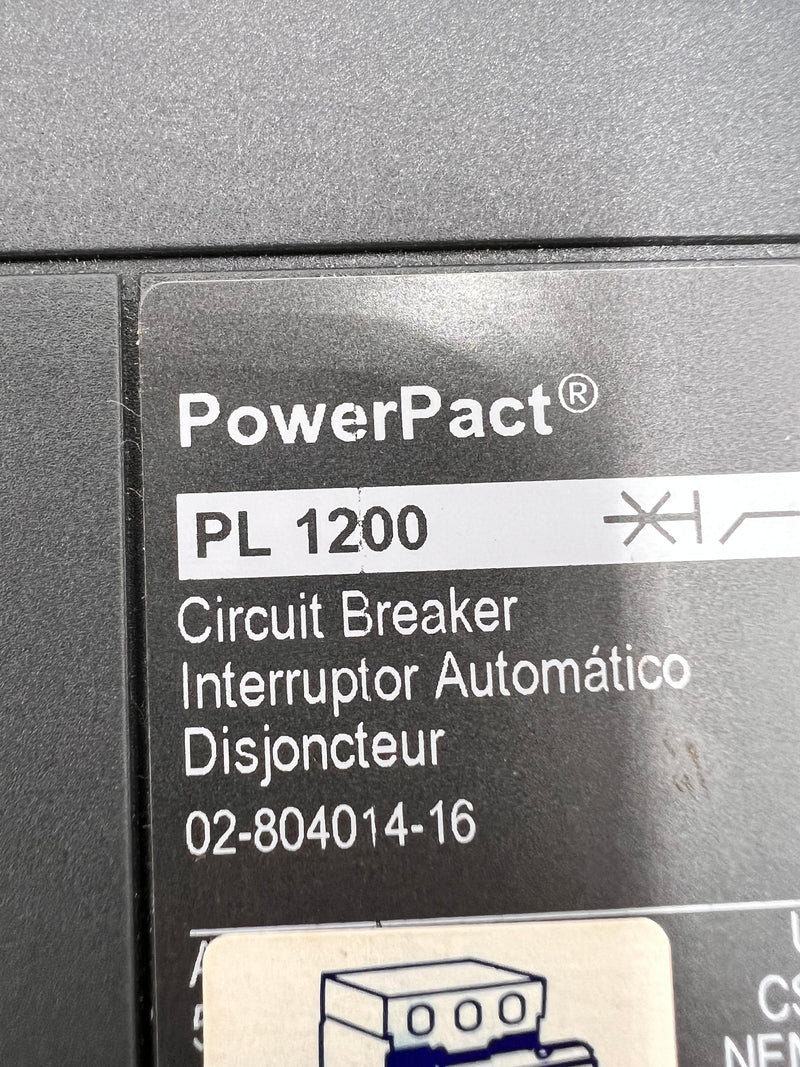 PowerPact®
PL 1200
Circuit Breaker
Interruptor Automático
Disjoncteur
02-804014-16